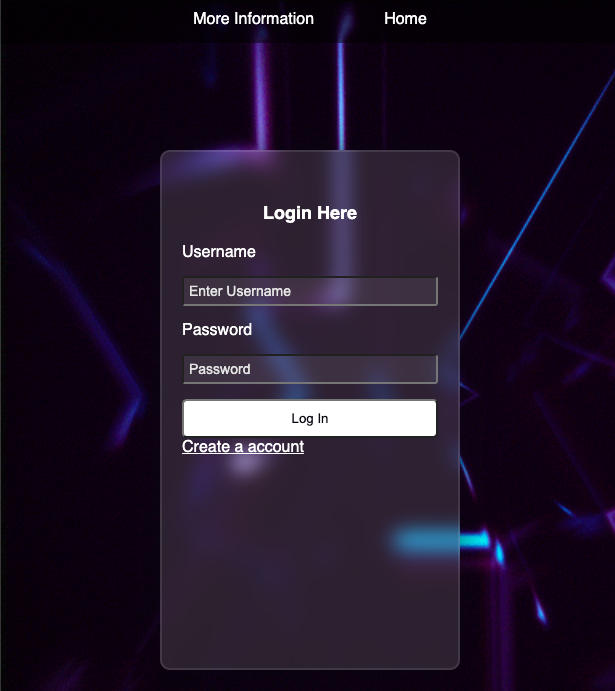 More Information Home
Login Here
Username
Enter Username
Password
Password
Log In
Create a account